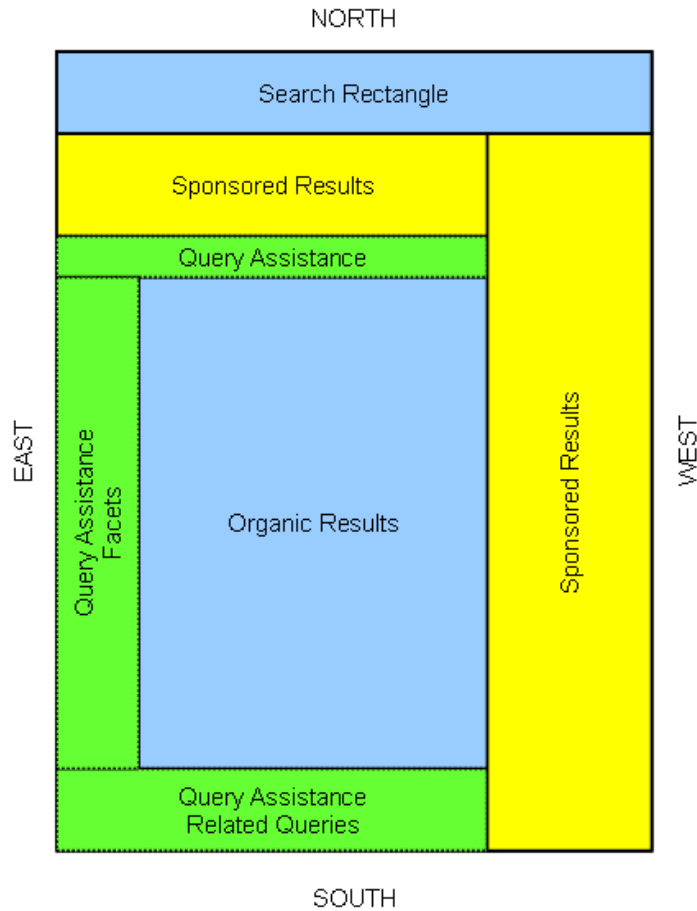 NORTH
Search Rectangle
Sponsored Results
Query Assistance
EAST
Query Assistance
Facets
Organic Results
Sponsored Results
WEST
Query Assistance
Related Queries
SOUTH